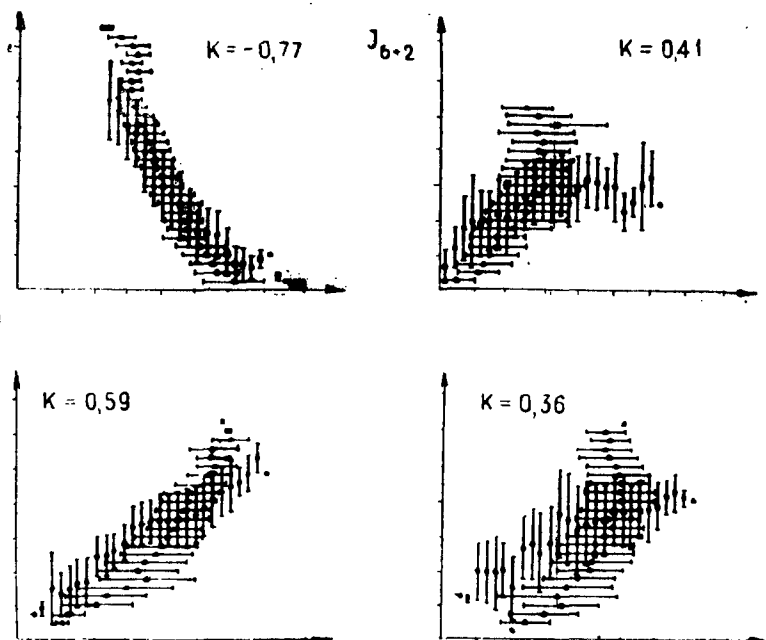 K = -0,77
J6÷2
K = 0,41
K = 0,59
K = 0,36